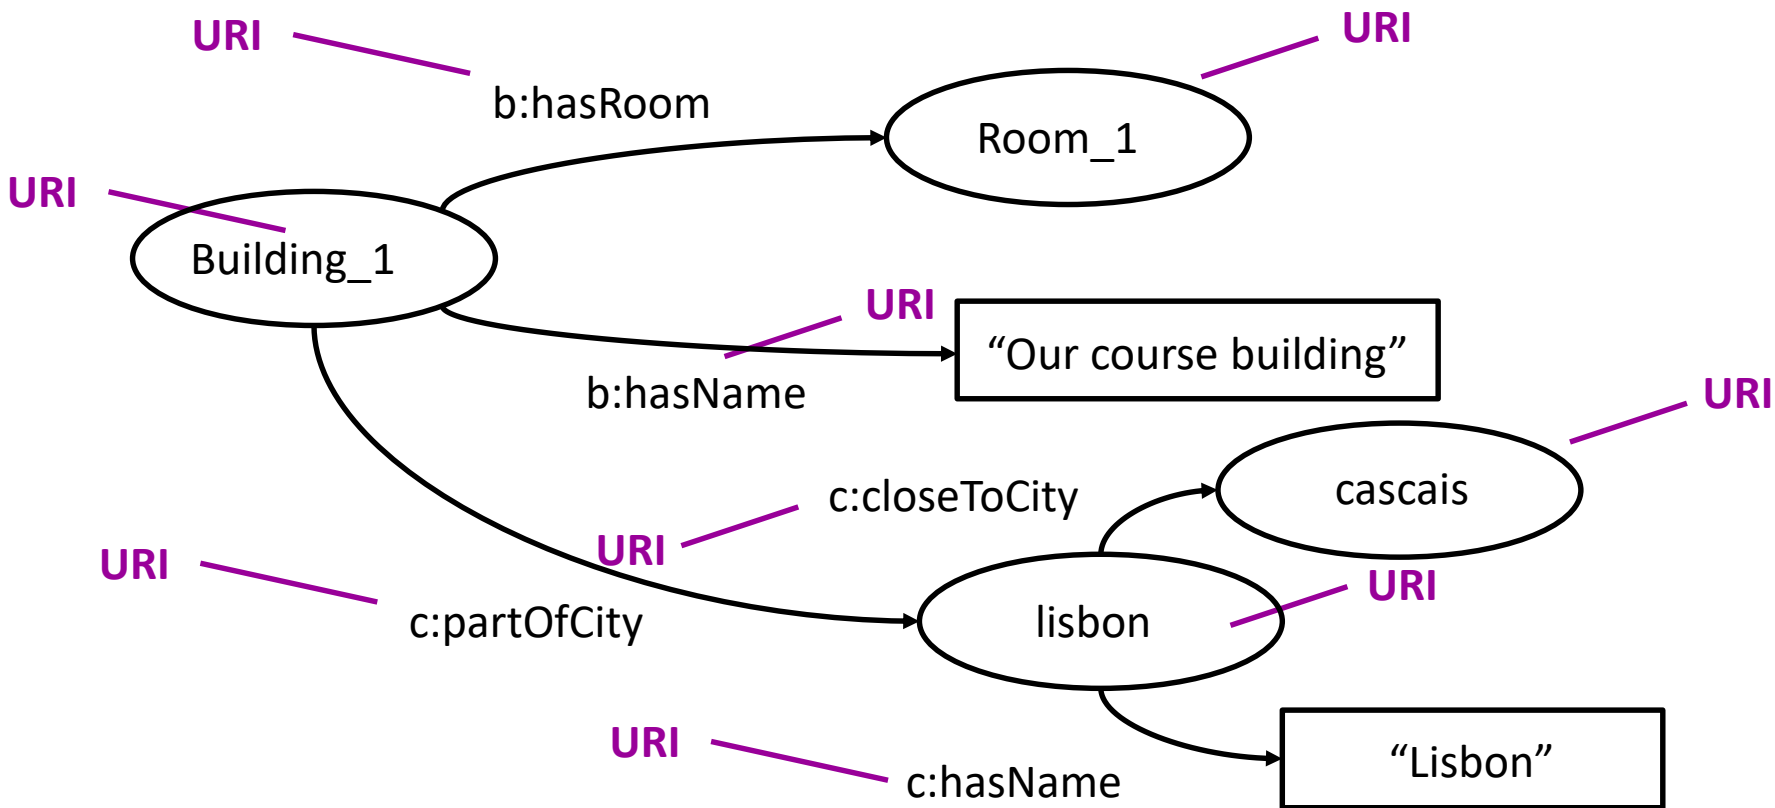 URI
URI
b:hasRoom
Room_1
URI
Building_1
URI
“Our course building”
b:hasName
URI
c:closeToCity
cascais
URI
URI
URI
c:partOfCity
lisbon
URI
“Lisbon”
c:hasName